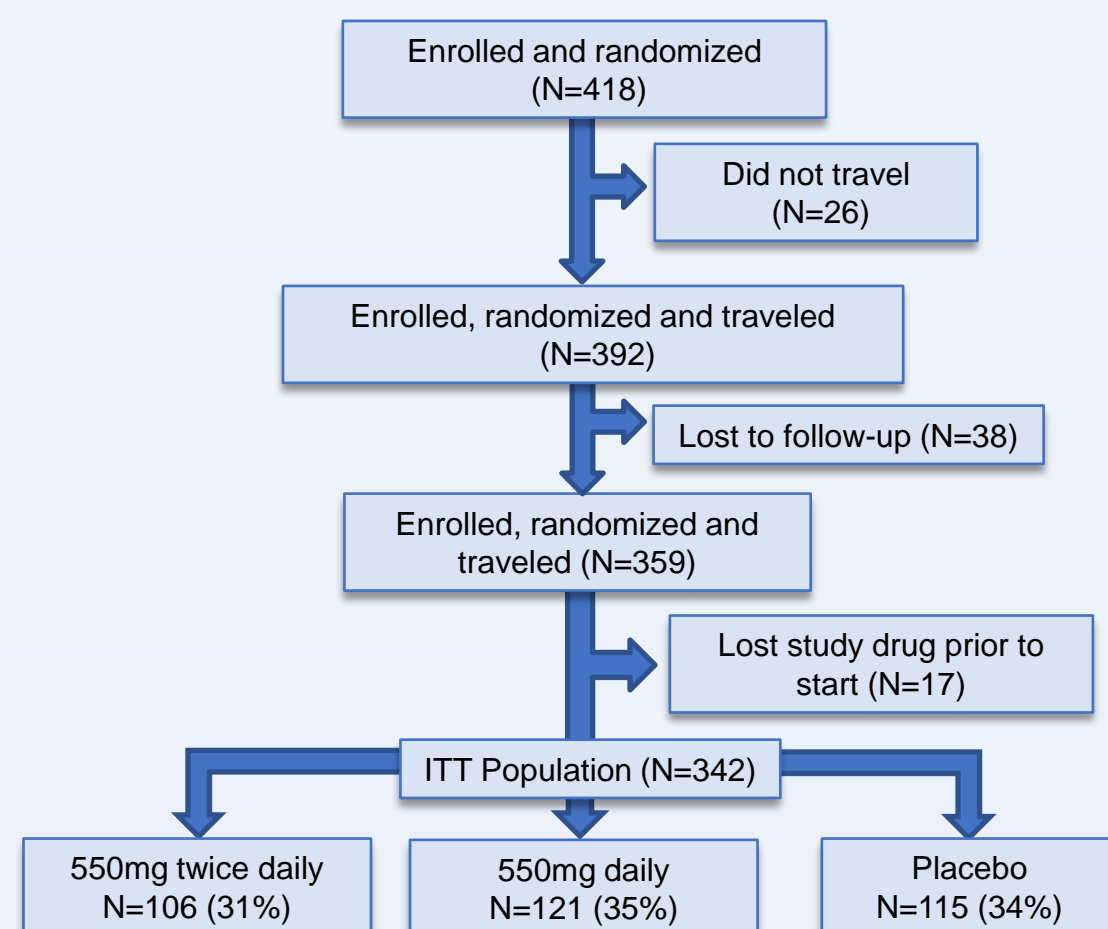 Enrolled and randomized
(N=418)
Did not travel
(N=26)
Enrolled, randomized and traveled
(N=392)
Lost to follow-up (N=38)
Enrolled, randomized and
traveled (N=359)
Lost study drug prior to
start (N=17)
ITT Population (N=342)
550mg twice daily
N=106 (31%)
550mg daily
N=121 (35%)
Placebo
N=115 (34%)